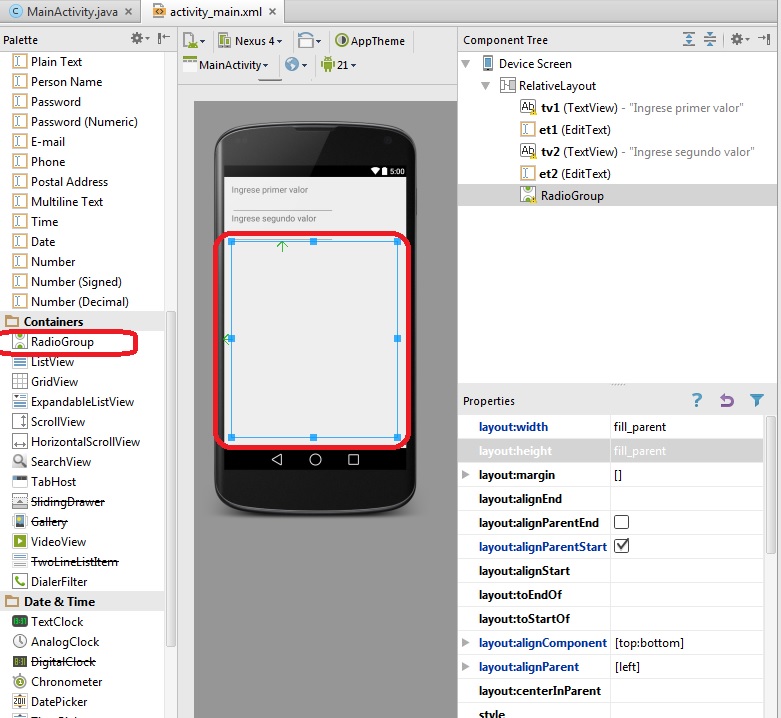 MainActivity.java
activity_main.xml
Palette
Plain Text
Person Name
Password
Password (Numeric)
E-mail
Phone
Postal Address
Multiline Text
Time
Date
Number
Number (Signed)
Number (Decimal)
Containers
RadioGroup
ListView
GridView
ExpandableListView
ScrollView
HorizontalScrollView
SearchView
TabHost
SlidingDrawer
Gallery
VideoView
TwoLineListItem
DialerFilter
Date & Time
TextClock
AnalogClock
DigitalClock
Chronometer
DatePicker
Nexus 4
AppTheme
MainActivity
21
5:00
Ingrese primer valor
Ingrese segundo valor
Component Tree
Device Screen
RelativeLayout
Ab tv1 (TextView) - "Ingrese primer valor"
et1 (EditText)
Ab tv2 (TextView) - "Ingrese segundo valor"
et2 (EditText)
RadioGroup
Properties ?
layout:width fill_parent
layout:height fill_parent
layout:margin []
layout:alignEnd
layout:alignParentEnd
layout:alignParentStart
layout:alignStart
layout:toEndOf
layout:toStartOf
layout:alignComponent [top:bottom]
layout:alignParent [left]
layout:centerInParent
style